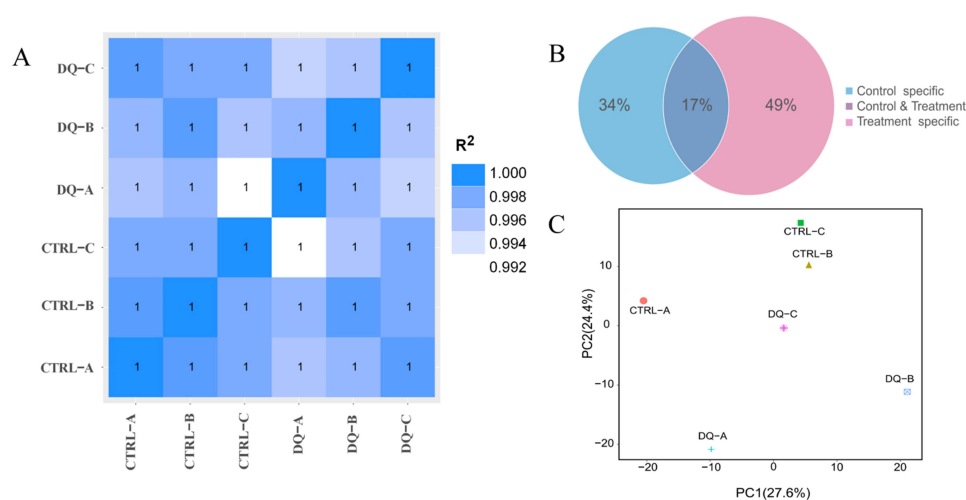 A
DQ−C 1 1 1 1 1 1
DQ−B 1 1 1 1 1 1
DQ−A 1 1 1 1 1 1
CTRL−C 1 1 1 1 1 1
CTRL−B 1 1 1 1 1 1
CTRL−A 1 1 1 1 1 1
CTRL−A
CTRL−B
CTRL−C
DQ−A
DQ−B
DQ−C
R²
1.000
0.998
0.996
0.994
0.992
B
34%
17%
49%
Control specific
Control & Treatment
Treatment specific
C
PC2(24.4%)
10
0
−10
−20
CTRL−C
CTRL−B
CTRL−A
DQ−C
DQ−B
DQ−A
−20 −10 0 10 20
PC1(27.6%)